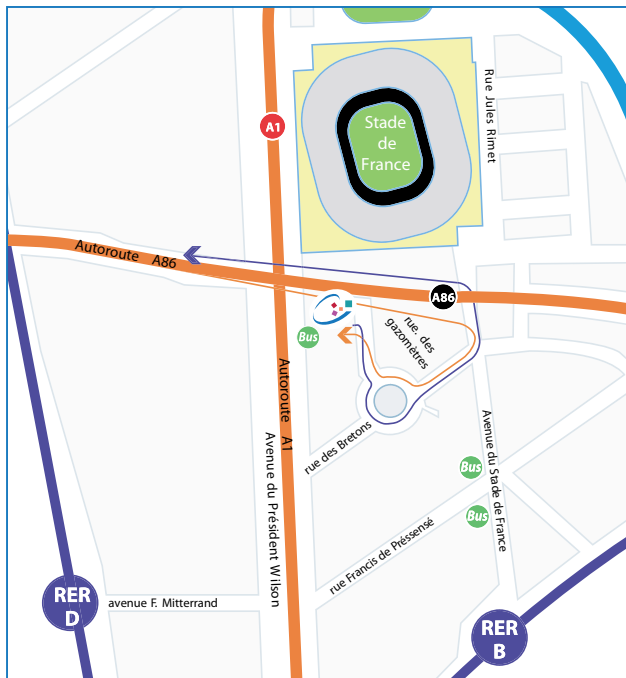 Stade
de
France
Rue Jules Rimet
A1
Autoroute A86
A86
rue. des
gazomètres
Bus
Autoroute A1
Avenue du Président Wilson
rue des Bretons
Avenue du Stade de France
Bus
Bus
rue Francis de Préssensé
RER
D
avenue F. Mitterrand
RER
B